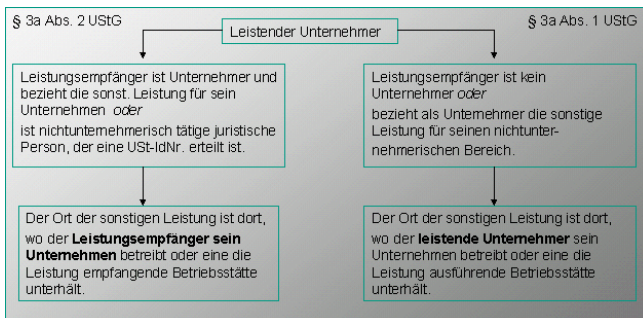 § 3a Abs. 2 UStG
Leistender Unternehmer
§ 3a Abs. 1 UStG
Leistungsempfänger ist Unternehmer und
bezieht die sonst. Leistung für sein
Unternehmen oder
ist nichtunternehmerisch tätige juristische
Person, der eine USt-IdNr. erteilt ist.
Leistungsempfänger ist kein
Unternehmer oder
bezieht als Unternehmer die sonstige
Leistung für seinen nichtunter-
nehmerischen Bereich.
Der Ort der sonstigen Leistung ist dort,
wo der Leistungsempfänger sein
Unternehmen betreibt oder eine die
Leistung empfangende Betriebsstätte
unterhält.
Der Ort der sonstigen Leistung ist dort,
wo der leistende Unternehmer sein
Unternehmen betreibt oder eine die
Leistung ausführende Betriebsstätte
unterhält.